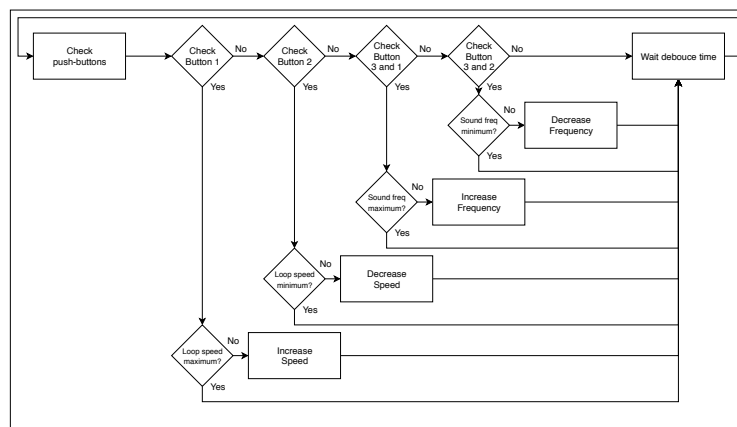 Check
push-buttons
Check
Button 1
No
Yes
Check
Button 2
No
Yes
Check
Button
3 and 1
No
Yes
Check
Button
3 and 2
No
Yes
Wait debouce time
Sound freq
minimum?
No
Yes
Decrease
Frequency
Sound freq
maximum?
No
Yes
Increase
Frequency
Loop speed
minimum?
No
Yes
Decrease
Speed
Loop speed
maximum?
No
Yes
Increase
Speed